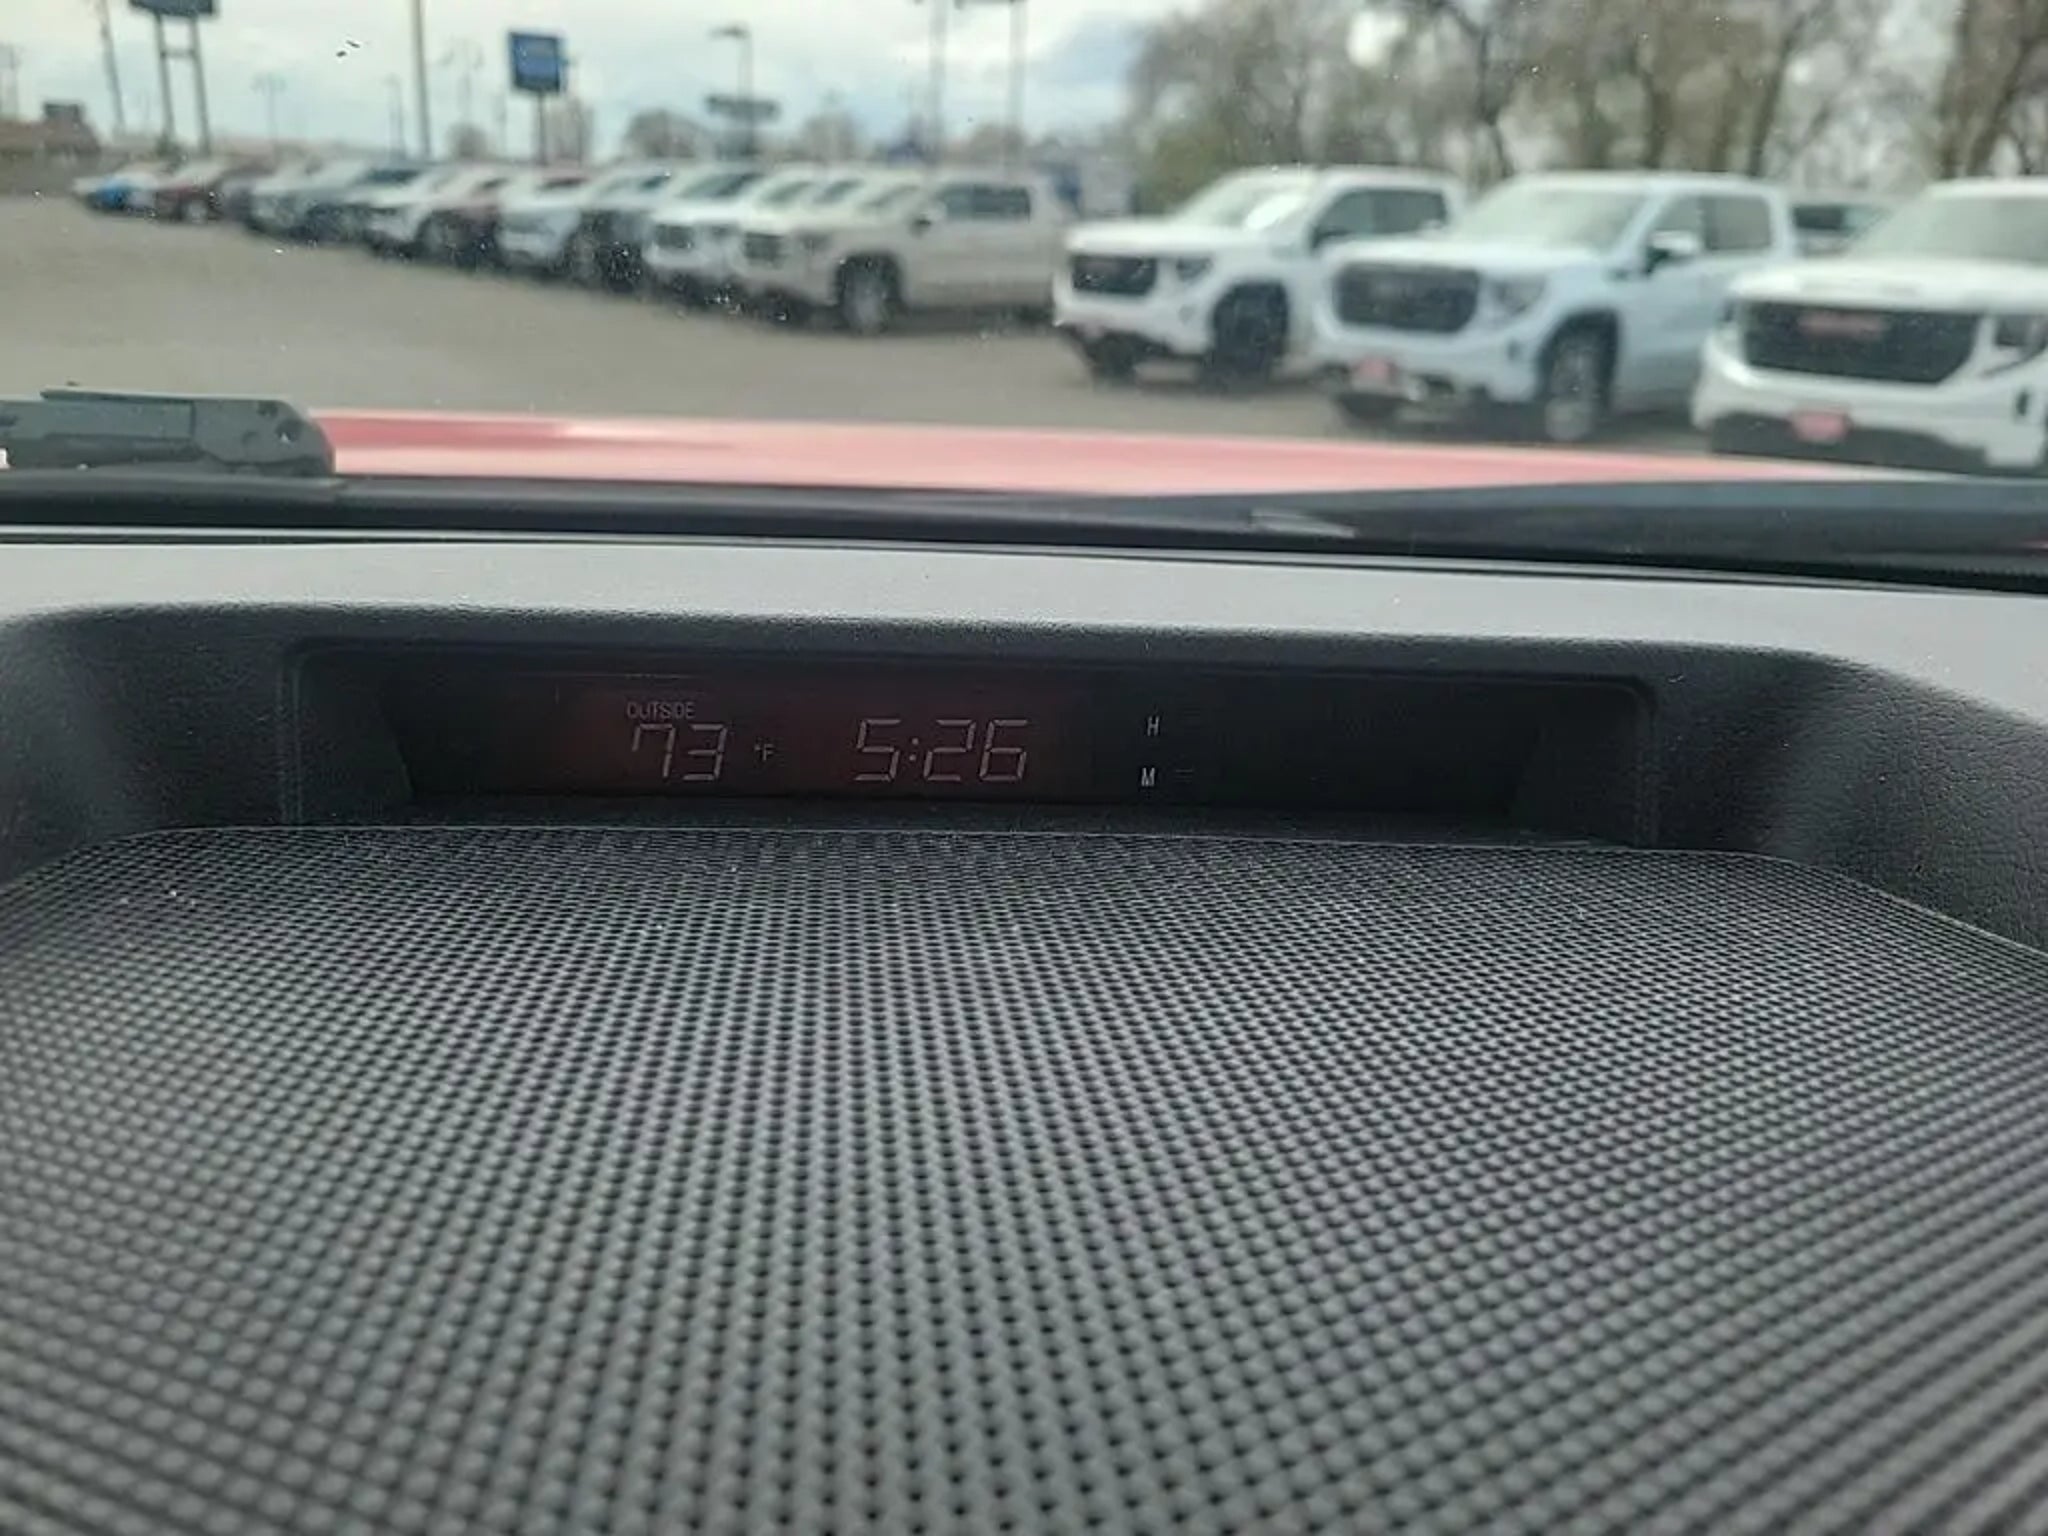 OUTSIDE
73 °F 5:26
H
M